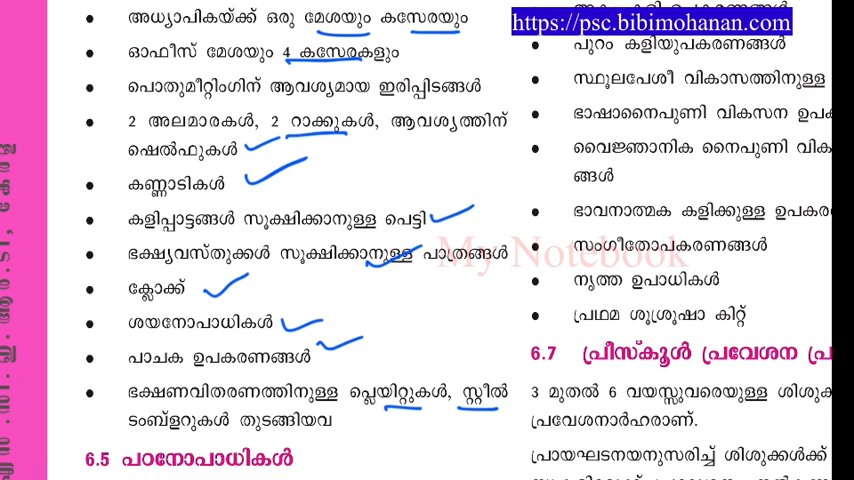 https://psc.bibimohanan.com
• അധ്യാപികയ്ക്ക് ഒരു മേശയും കസേരയും
• ഓഫീസ് മേശയും 4 കസേരകളും
• പൊതുമീറ്റിംഗിന് ആവശ്യമായ ഇരിപ്പിടങ്ങൾ
• 2 അലമാരകൾ, 2 റാക്കുകൾ, ആവശ്യത്തിന്
ഷെൽഫുകൾ
• കണ്ണാടികൾ
• കളിപ്പാട്ടങ്ങൾ സൂക്ഷിക്കാനുള്ള പെട്ടി
• ഭക്ഷ്യവസ്തുക്കൾ സൂക്ഷിക്കാനുള്ള പാത്രങ്ങൾ
• ക്ലോക്ക്
• ശയനോപാധികൾ
• പാചക ഉപകരണങ്ങൾ
• ഭക്ഷണവിതരണത്തിനുള്ള പ്ലെയിറ്റുകൾ, സ്റ്റീൽ
ടംബ്ളറുകൾ തുടങ്ങിയവ
6.5 പഠനോപാധികൾ
• പുറം കളിയുപകരണങ്ങൾ
• സ്ഥൂലപേശീ വികാസത്തിനുള്ള
• ഭാഷാനൈപുണി വികസന ഉപക
• വൈജ്ഞാനിക നൈപുണി വിക
ങ്ങൾ
• ഭാവനാത്മക കളിക്കുള്ള ഉപകര
• സംഗീതോപകരണങ്ങൾ
• നൃത്ത ഉപാധികൾ
• പ്രഥമ ശുശ്രൂഷാ കിറ്റ്
6.7 പ്രീസ്കൂൾ പ്രവേശന പ്ര
3 മുതൽ 6 വയസ്സുവരെയുള്ള ശിശുക
പ്രവേശനാർഹരാണ്.
പ്രായഘടനയനുസരിച്ച് ശിശുക്കൾക്ക്
My Notebook